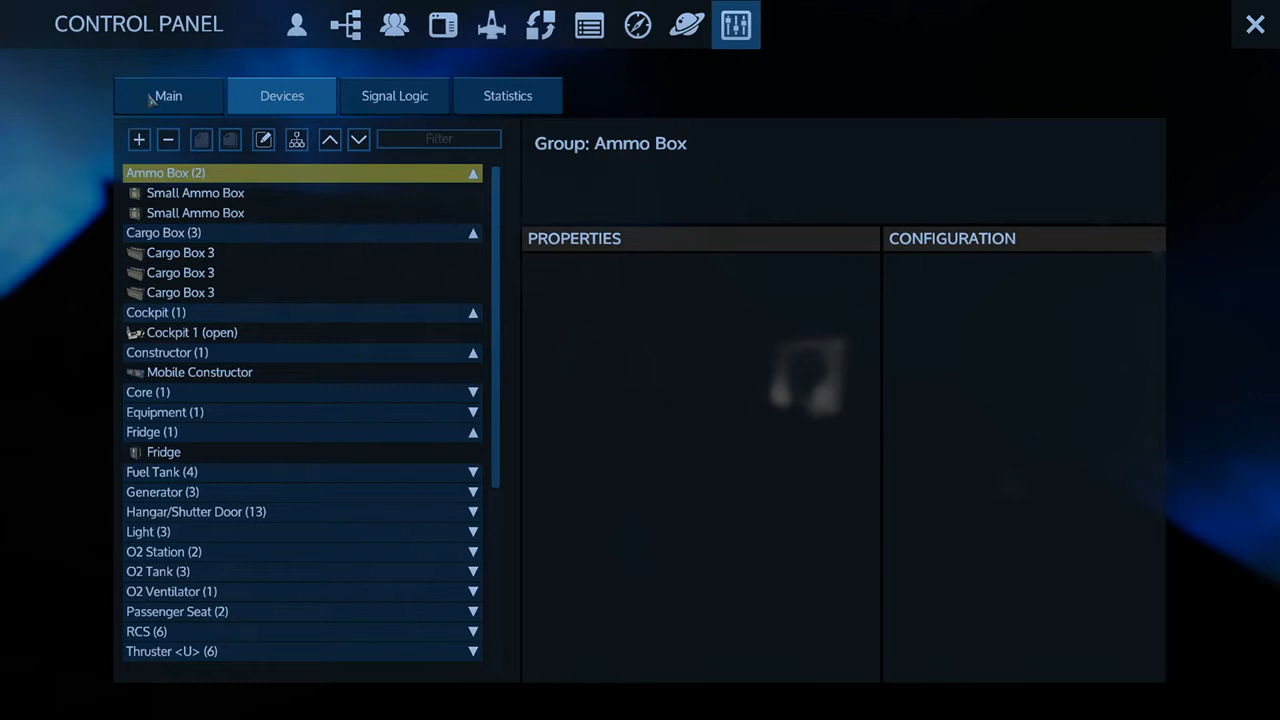 CONTROL PANEL
Main
Devices
Signal Logic
Statistics
Filter
Group: Ammo Box
Ammo Box (2)
Small Ammo Box
Small Ammo Box
Cargo Box (3)
PROPERTIES
CONFIGURATION
Cargo Box 3
Cargo Box 3
Cargo Box 3
Cockpit (1)
Cockpit 1 (open)
Constructor (1)
Mobile Constructor
Core (1)
Equipment (1)
Fridge (1)
Fridge
Fuel Tank (4)
Generator (3)
Hangar/Shutter Door (13)
Light (3)
O2 Station (2)
O2 Tank (3)
O2 Ventilator (1)
Passenger Seat (2)
RCS (6)
Thruster <U> (6)